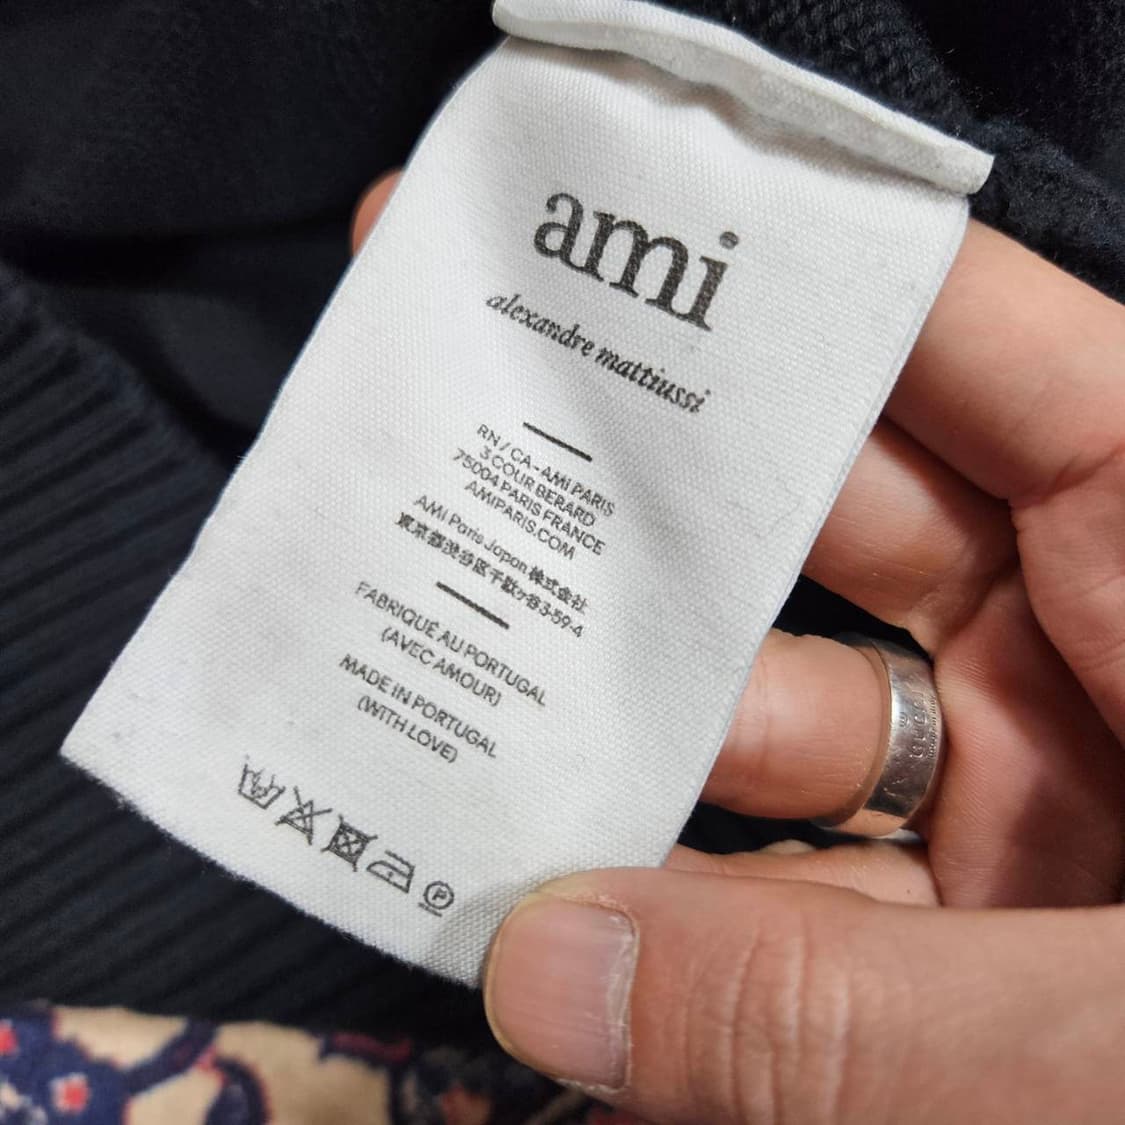 ami
alexandre mattiussi
RN / CA - AMI PARIS
3 COUR BERARD
75004 PARIS FRANCE
AMIPARIS.COM
AMI Paris Japan 株式会社
東京都渋谷区千駄ヶ谷3-59-4
FABRIQUÉ AU PORTUGAL
(AVEC AMOUR)
MADE IN PORTUGAL
(WITH LOVE)
P
GUCCI